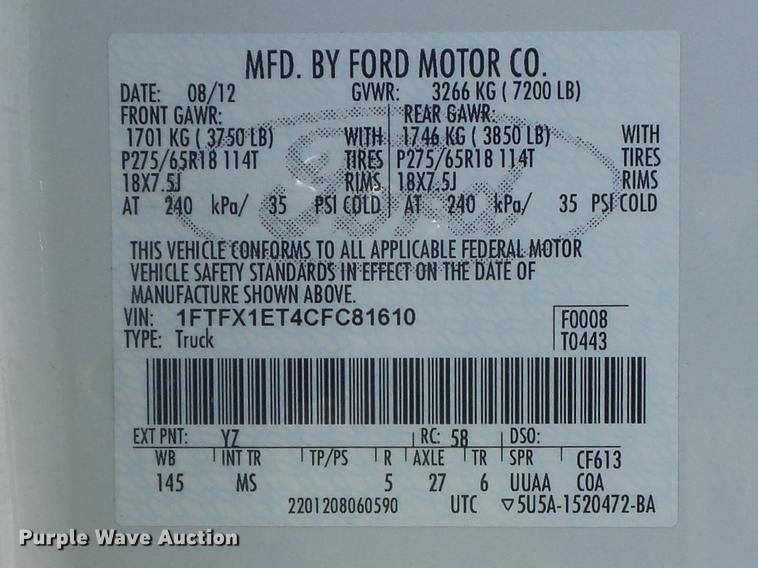 MFD. BY FORD MOTOR CO.
DATE: 08/12 GVWR: 3266 KG ( 7200 LB)
FRONT GAWR: REAR GAWR:
1701 KG ( 3750 LB) WITH 1746 KG ( 3850 LB) WITH
P275/65R18 114T TIRES P275/65R18 114T TIRES
18X7.5J RIMS 18X7.5J RIMS
AT 240 kPa/ 35 PSI COLD AT 240 kPa/ 35 PSI COLD
Ford
THIS VEHICLE CONFORMS TO ALL APPLICABLE FEDERAL MOTOR
VEHICLE SAFETY STANDARDS IN EFFECT ON THE DATE OF
MANUFACTURE SHOWN ABOVE.
VIN: 1FTFX1ET4CFC81610 F0008
TYPE: Truck T0443
EXT PNT: YZ RC: 58 DSO:
WB INT TR TP/PS R AXLE TR SPR CF613
145 MS 5 27 6 UUAA COA
2201208060590 UTC ▽5U5A-1520472-BA
Purple Wave Auction